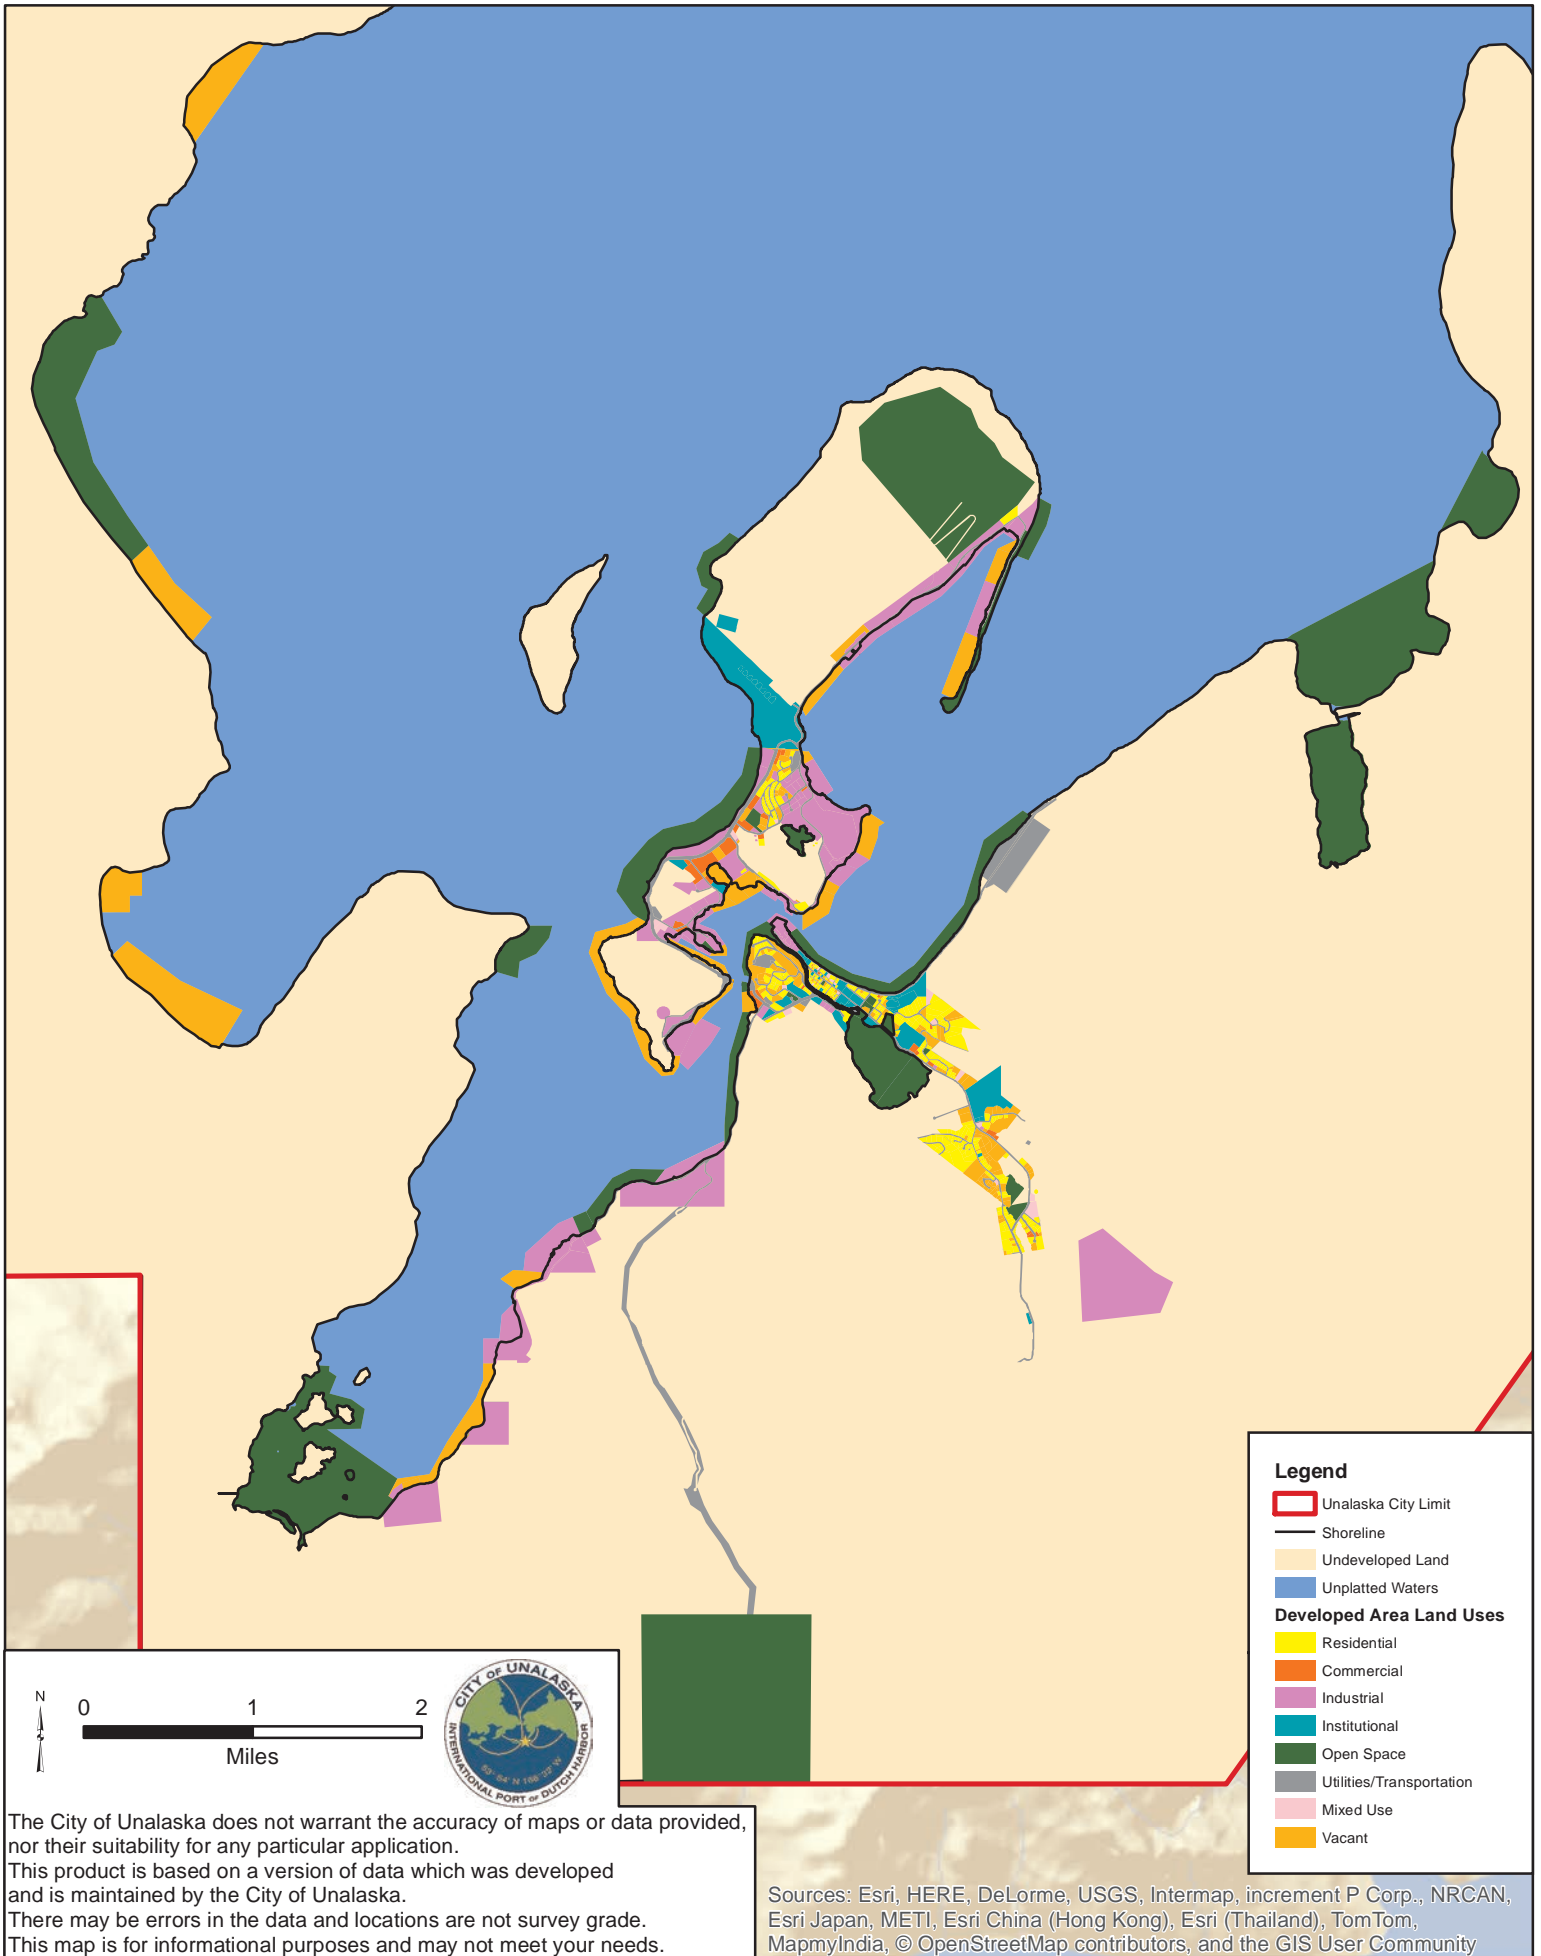 Legend
Unalaska City Limit
Shoreline
Undeveloped Land
Unplatted Waters
Developed Area Land Uses
Residential
Commercial
Industrial
Institutional
Open Space
Utilities/Transportation
Mixed Use
Vacant
N
0 1 2
Miles
CITY OF UNALASKA
INTERNATIONAL PORT OF DUTCH HARBOR
The City of Unalaska does not warrant the accuracy of maps or data provided,
nor their suitability for any particular application.
This product is based on a version of data which was developed
and is maintained by the City of Unalaska.
There may be errors in the data and locations are not survey grade.
This map is for informational purposes and may not meet your needs.
Sources: Esri, HERE, DeLorme, USGS, Intermap, increment P Corp., NRCAN,
Esri Japan, METI, Esri China (Hong Kong), Esri (Thailand), TomTom,
MapmyIndia, © OpenStreetMap contributors, and the GIS User Community